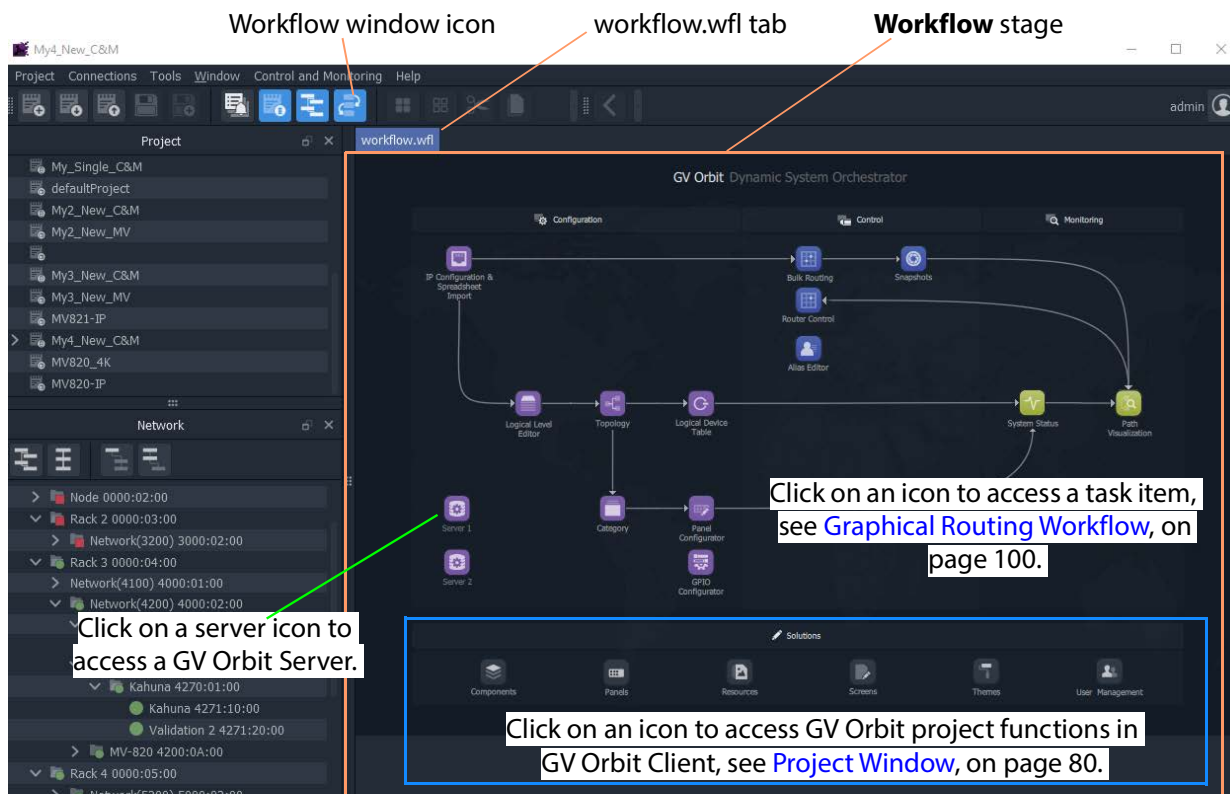 Workflow window icon
workflow.wfl tab
Workflow stage
My4_New_C&M
Project Connections Tools Window Control and Monitoring Help
admin
Project
My_Single_C&M
defaultProject
My2_New_C&M
My2_New_MV
My3_New_C&M
My3_New_MV
MV821-IP
My4_New_C&M
MV820_4K
MV820-IP
Network
Node 0000:02:00
Rack 2 0000:03:00
Network(3200) 3000:02:00
Rack 3 0000:04:00
Network(4100) 4000:01:00
Network(4200) 4000:02:00
Click on a server icon to
access a GV Orbit Server.
Kahuna 4270:01:00
Kahuna 4271:10:00
Validation 2 4271:20:00
MV-820 4200:0A:00
Rack 4 0000:05:00
Network(5200) 5000:02:00
workflow.wfl
GV Orbit Dynamic System Orchestrator
Configuration
Control
Monitoring
IP Configuration &
Spreadsheet
Import
Bulk Routing
Snapshots
Router Control
Alias Editor
Logical Level
Editor
Topology
Logical Device
Table
System Status
Path
Visualization
Server 1
Category
Panel
Configurator
Server 2
GPIO
Configurator
Click on an icon to access a task item,
see Graphical Routing Workflow, on
page 100.
Solutions
Components
Panels
Resources
Screens
Themes
User Management
Click on an icon to access GV Orbit project functions in
GV Orbit Client, see Project Window, on page 80.